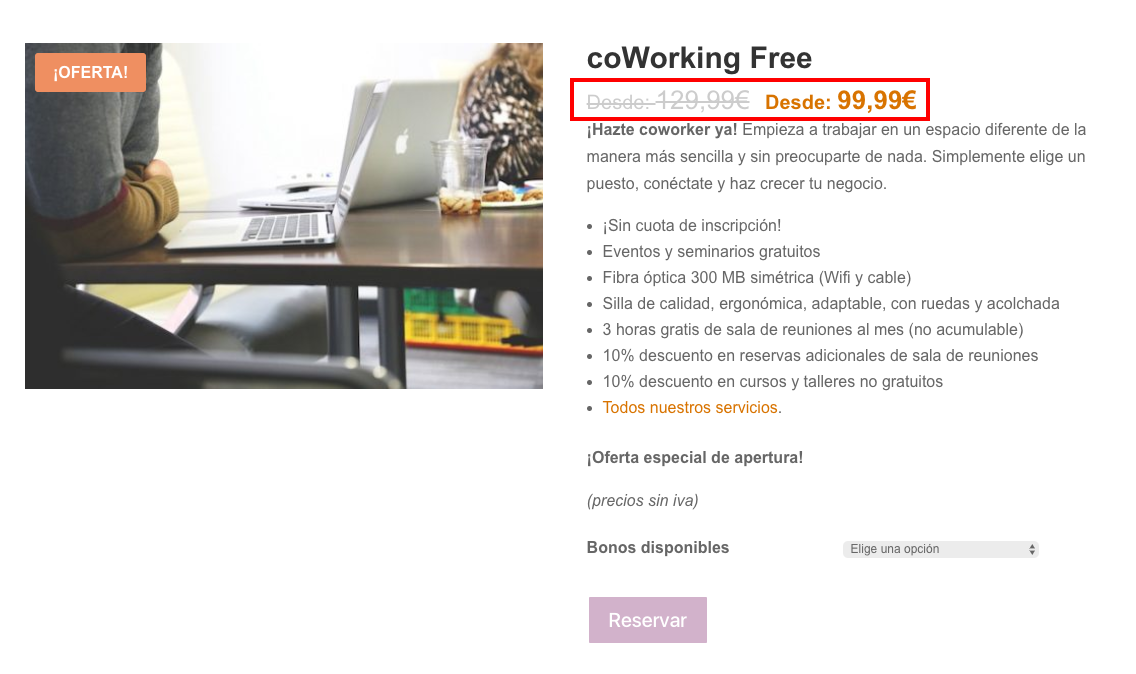 ¡OFERTA!
coWorking Free
Desde: 129,99€ Desde: 99,99€
¡Hazte coworker ya! Empieza a trabajar en un espacio diferente de la
manera más sencilla y sin preocuparte de nada. Simplemente elige un
puesto, conéctate y haz crecer tu negocio.
¡Sin cuota de inscripción!
Eventos y seminarios gratuitos
Fibra óptica 300 MB simétrica (Wifi y cable)
Silla de calidad, ergonómica, adaptable, con ruedas y acolchada
3 horas gratis de sala de reuniones al mes (no acumulable)
10% descuento en reservas adicionales de sala de reuniones
10% descuento en cursos y talleres no gratuitos
Todos nuestros servicios.
¡Oferta especial de apertura!
(precios sin iva)
Bonos disponibles Elige una opción
Reservar